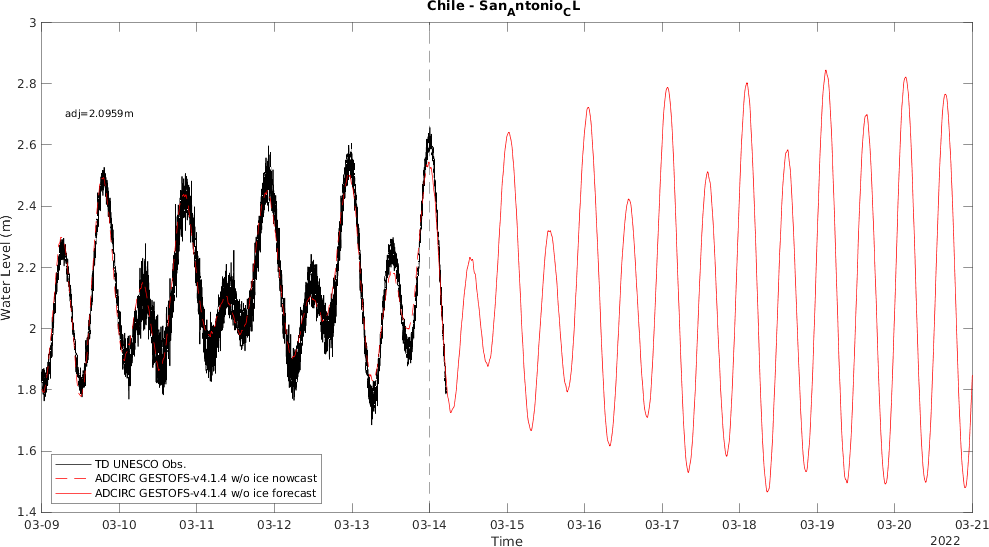 Chile - SanAntonioCL
3
2.8
2.6
2.4
2.2
2
1.8
1.6
1.4
Water Level (m)
adj=2.0959m
TD UNESCO Obs.
ADCIRC GESTOFS-v4.1.4 w/o ice nowcast
ADCIRC GESTOFS-v4.1.4 w/o ice forecast
03-09 03-10 03-11 03-12 03-13 03-14 03-15 03-16 03-17 03-18 03-19 03-20 03-21
Time
2022